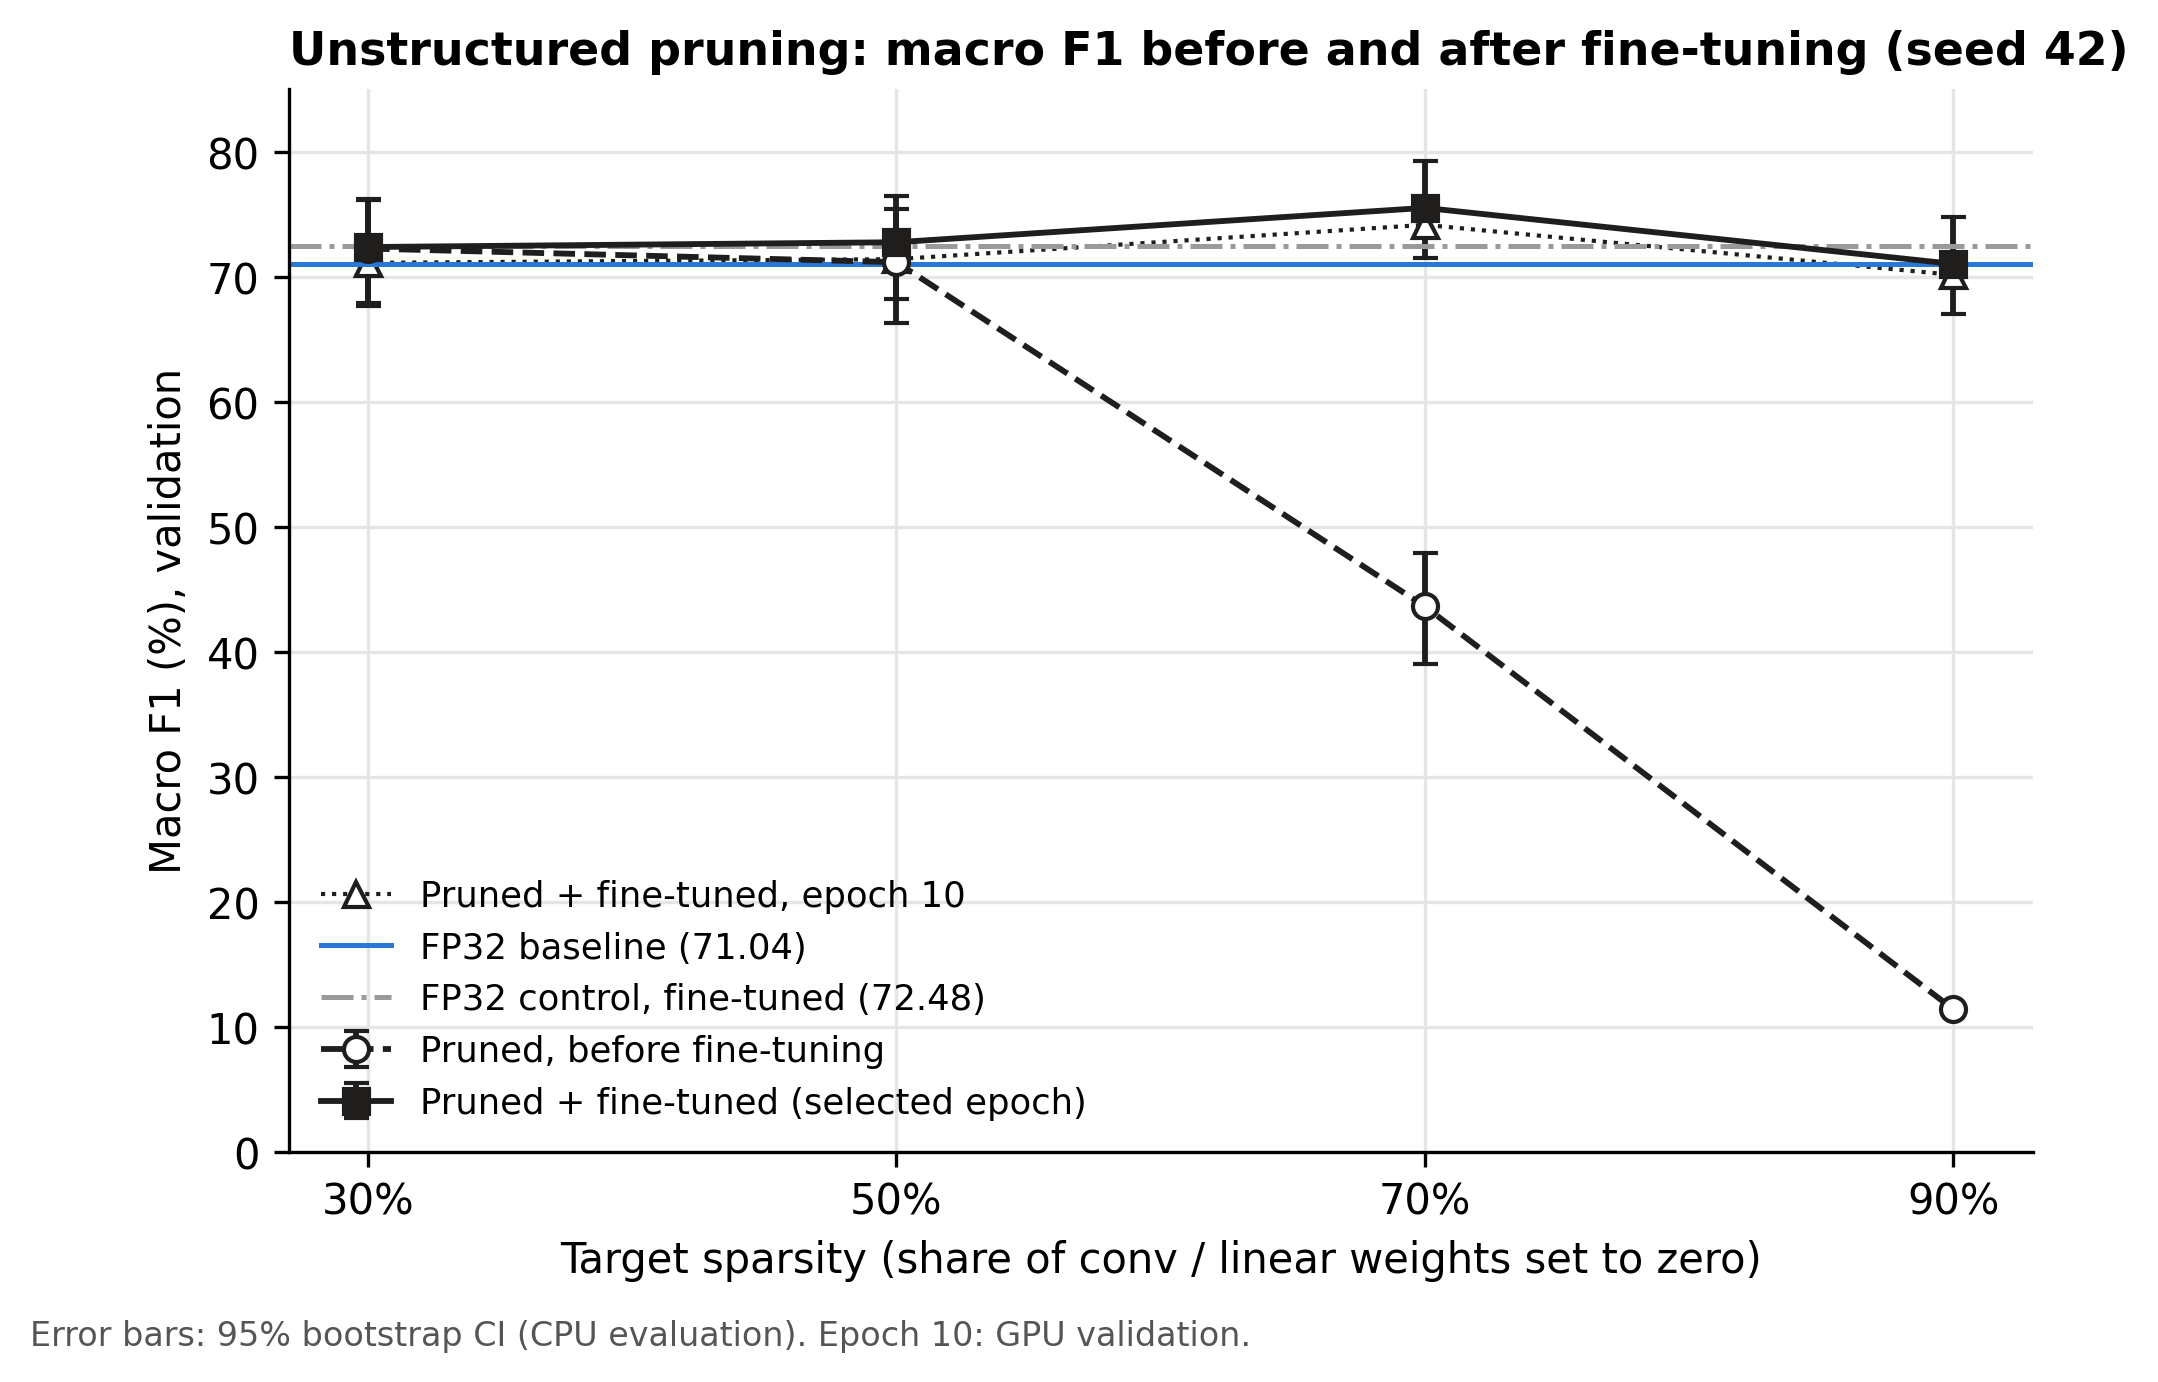 Unstructured pruning: macro F1 before and after fine-tuning (seed 42)
Macro F1 (%), validation
80
70
60
50
40
30
20
10
0
Pruned + fine-tuned, epoch 10
FP32 baseline (71.04)
FP32 control, fine-tuned (72.48)
Pruned, before fine-tuning
Pruned + fine-tuned (selected epoch)
30% 50% 70% 90%
Target sparsity (share of conv / linear weights set to zero)
Error bars: 95% bootstrap CI (CPU evaluation). Epoch 10: GPU validation.